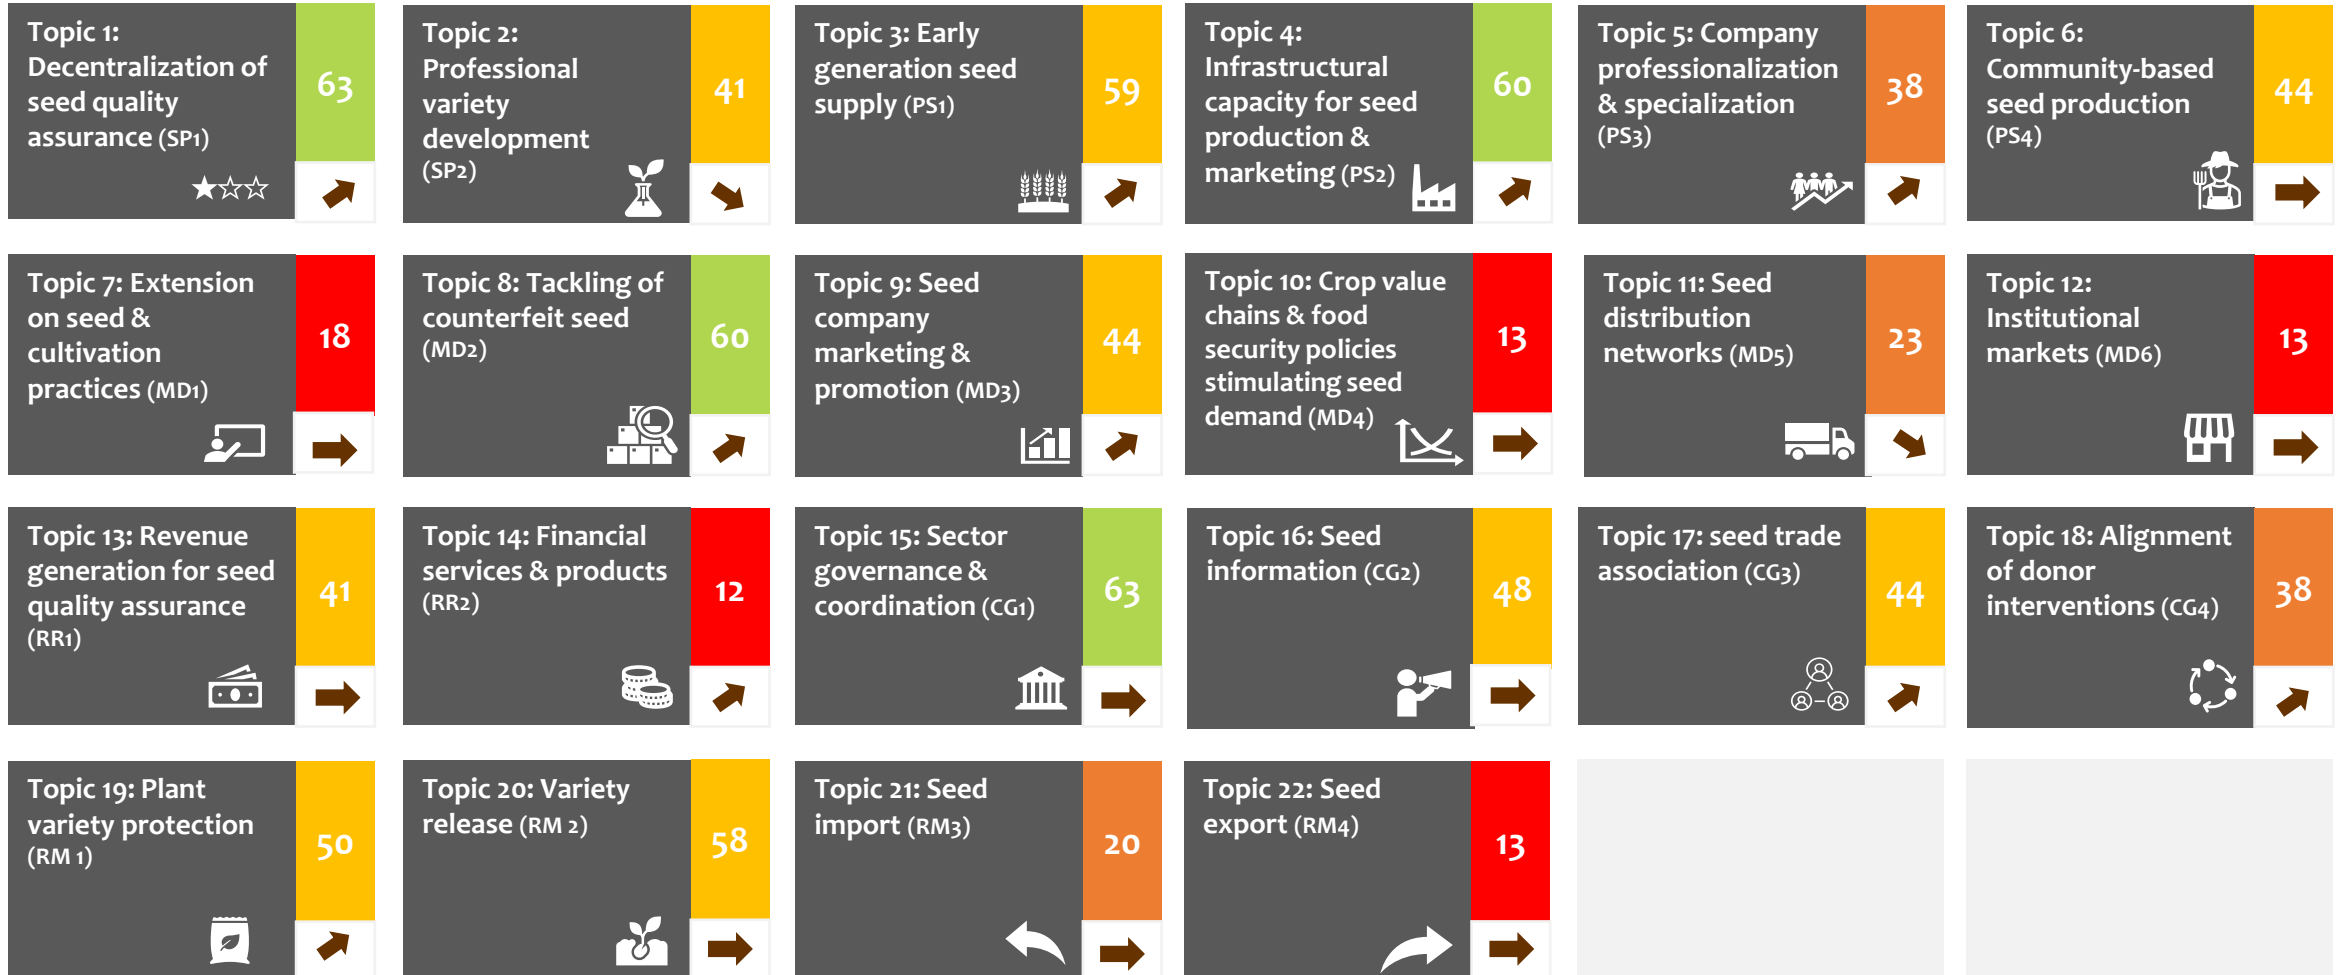 Topic 1:
Decentralization of
seed quality
assurance (SP1)
63
Topic 2:
Professional
variety
development
(SP2)
41
Topic 3: Early
generation seed
supply (PS1)
59
Topic 4:
Infrastructural
capacity for seed
production &
marketing (PS2)
60
Topic 5: Company
professionalization
& specialization
(PS3)
38
Topic 6:
Community-based
seed production
(PS4)
44
Topic 7: Extension
on seed &
cultivation
practices (MD1)
18
Topic 8: Tackling of
counterfeit seed
(MD2)
60
Topic 9: Seed
company
marketing &
promotion (MD3)
44
Topic 10: Crop value
chains & food
security policies
stimulating seed
demand (MD4)
13
Topic 11: Seed
distribution
networks (MD5)
23
Topic 12:
Institutional
markets (MD6)
13
Topic 13: Revenue
generation for seed
quality assurance
(RR1)
41
Topic 14: Financial
services & products
(RR2)
12
Topic 15: Sector
governance &
coordination (CG1)
63
Topic 16: Seed
information (CG2)
48
Topic 17: seed trade
association (CG3)
44
Topic 18: Alignment
of donor
interventions (CG4)
38
Topic 19: Plant
variety protection
(RM 1)
50
Topic 20: Variety
release (RM 2)
58
Topic 21: Seed
import (RM3)
20
Topic 22: Seed
export (RM4)
13